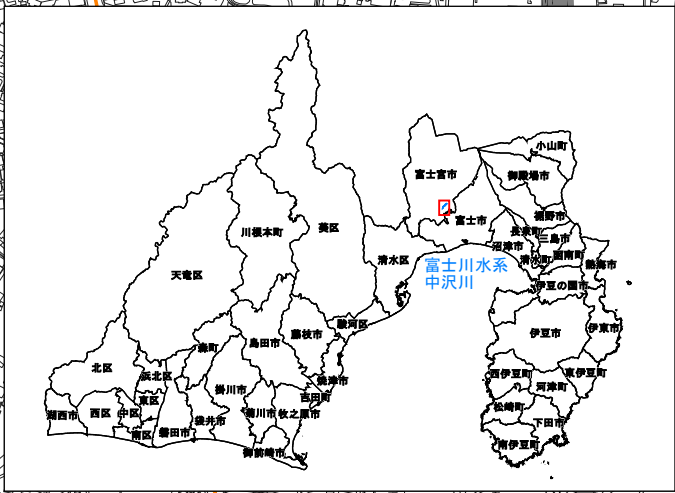 小山町
富士宮市
御殿場市
裾野市
富士市
長泉町
三島市
川根本町
葵区
沼津市
清水町
函南町
熱海市
清水区
富士川水系
中沢川
天竜区
伊豆の国市
駿河区
伊豆市
伊東市
藤枝市
島田市
森町
北区
浜北区
焼津市
西伊豆町
東伊豆町
掛川市
河津町
吉田町
東区
湖西市
西区
中区
菊川市
牧之原市
松崎町
袋井市
下田市
南区
磐田市
南伊豆町
御前崎市